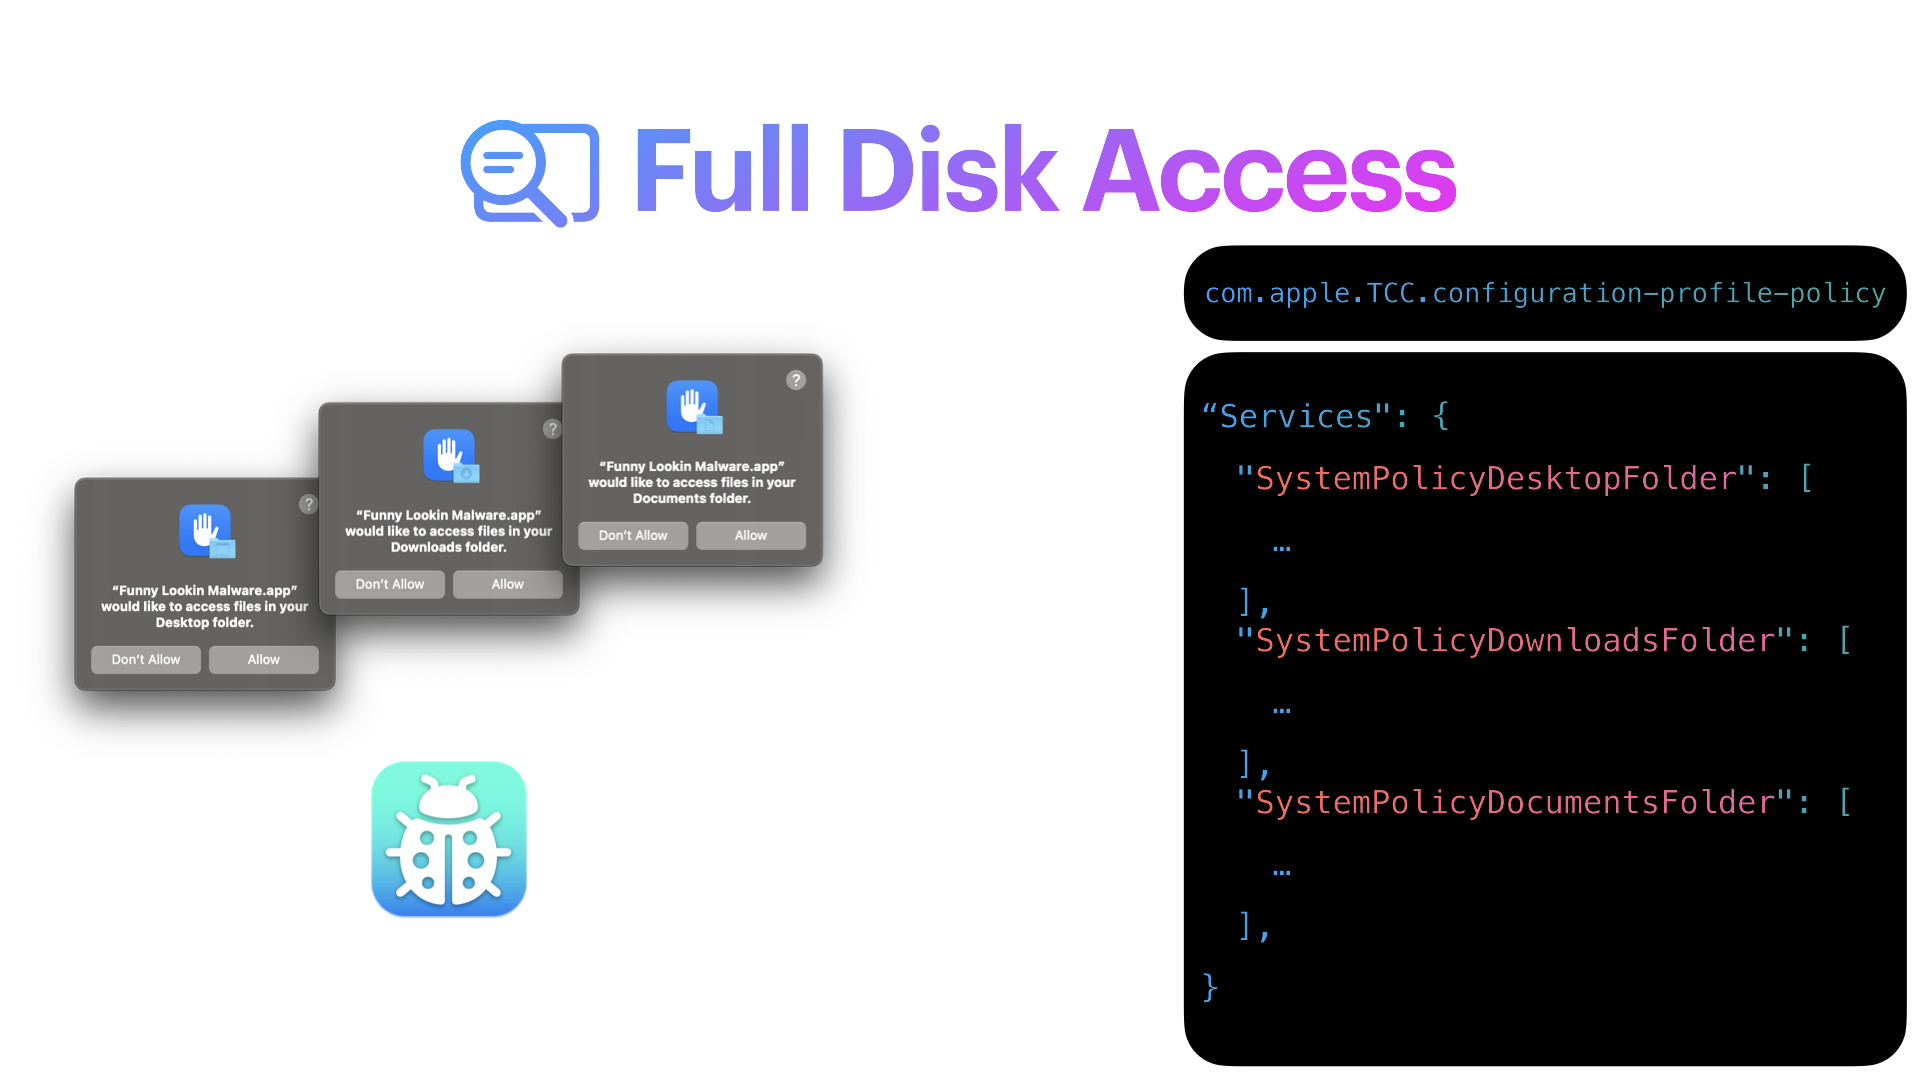 Full Disk Access
“Funny Lookin Malware.app”
would like to access files in your
Desktop folder.
Don’t Allow
Allow
?
“Funny Lookin Malware.app”
would like to access files in your
Downloads folder.
Don’t Allow
Allow
?
“Funny Lookin Malware.app”
would like to access files in your
Documents folder.
Don’t Allow
Allow
?
com.apple.TCC.configuration-profile-policy
“Services": {
"SystemPolicyDesktopFolder": [
…
],
"SystemPolicyDownloadsFolder": [
…
],
"SystemPolicyDocumentsFolder": [
…
],
}